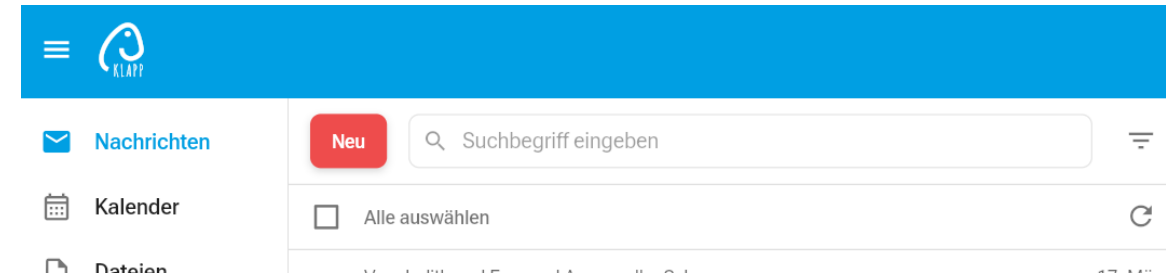 KLAPP
Nachrichten
Neu
Suchbegriff eingeben
Kalender
Alle auswählen
Dateien